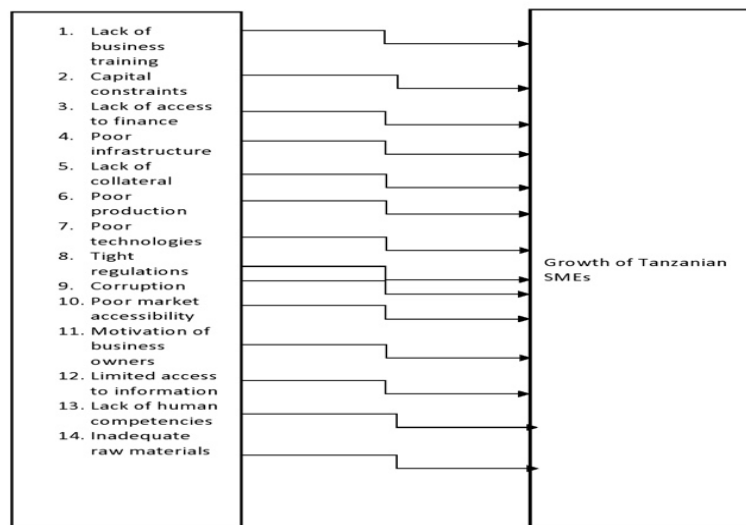 1. Lack of
business
training
2. Capital
constraints
3. Lack of access
to finance
4. Poor
infrastructure
5. Lack of
collateral
6. Poor
production
7. Poor
technologies
8. Tight
regulations
9. Corruption
10. Poor market
accessibility
11. Motivation of
business
owners
12. Limited access
to information
13. Lack of human
competencies
14. Inadequate
raw materials
Growth of Tanzanian
SMEs